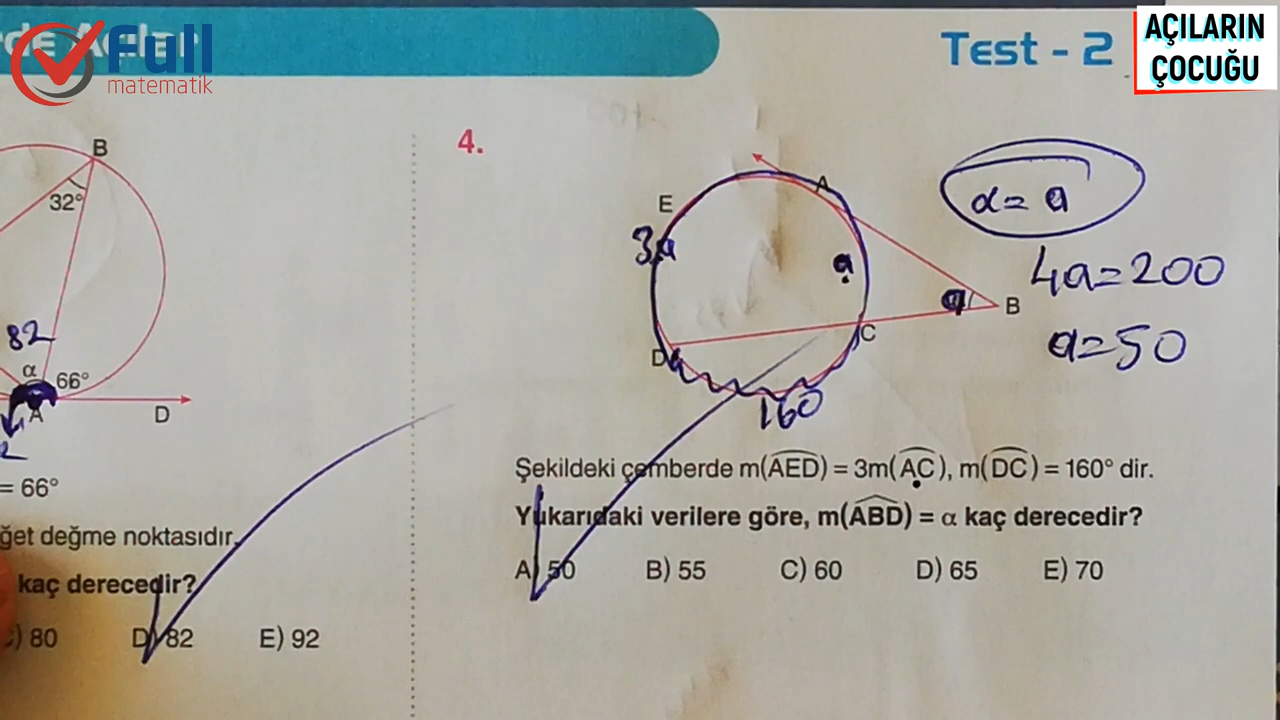 Full
matematik
Test - 2
AÇILARIN
ÇOCUĞU
B
32°
82
α
66°
A
D
= 66°
ğet değme noktasıdır.
kaç derecedir?
C) 80 D) 82 E) 92
4.
E
A
3a
a
a
B
D
C
160
α = a
4a=200
a=50
Şekildeki çemberde m(AED) = 3m(AC), m(DC) = 160° dir.
Yukarıdaki verilere göre, m(ABD) = α kaç derecedir?
A) 50 B) 55 C) 60 D) 65 E) 70